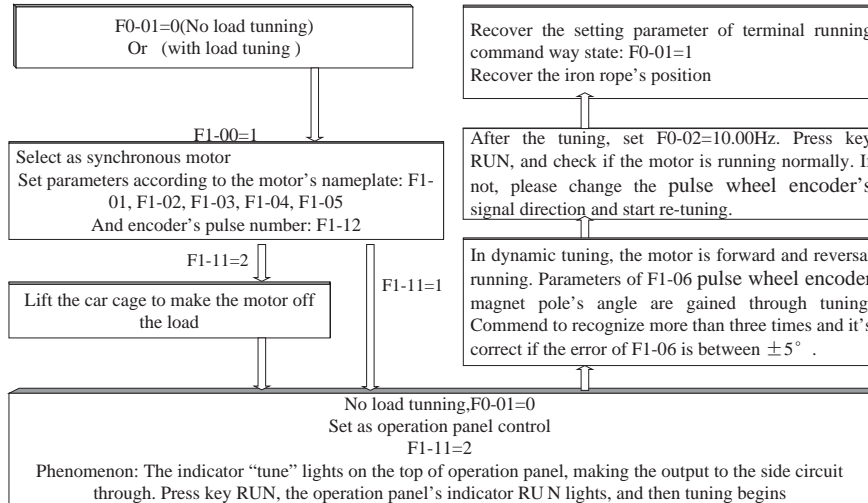 F0-01=0(No load tunning)
Or (with load tuning )
F1-00=1
Select as synchronous motor
Set parameters according to the motor's nameplate: F1-
01, F1-02, F1-03, F1-04, F1-05
And encoder's pulse number: F1-12
F1-11=2
F1-11=1
Lift the car cage to make the motor off
the load
No load tunning,F0-01=0
Set as operation panel control
F1-11=2
Phenomenon: The indicator “tune” lights on the top of operation panel, making the output to the side circuit
through. Press key RUN, the operation panel's indicator RUN lights, and then tuning begins
In dynamic tuning, the motor is forward and reversal
running. Parameters of F1-06 pulse wheel encoder
magnet pole's angle are gained through tuning.
Commend to recognize more than three times and it's
correct if the error of F1-06 is between ±5° .
After the tuning, set F0-02=10.00Hz. Press key
RUN, and check if the motor is running normally. If
not, please change the pulse wheel encoder's
signal direction and start re-tuning.
Recover the setting parameter of terminal running
command way state: F0-01=1
Recover the iron rope's position